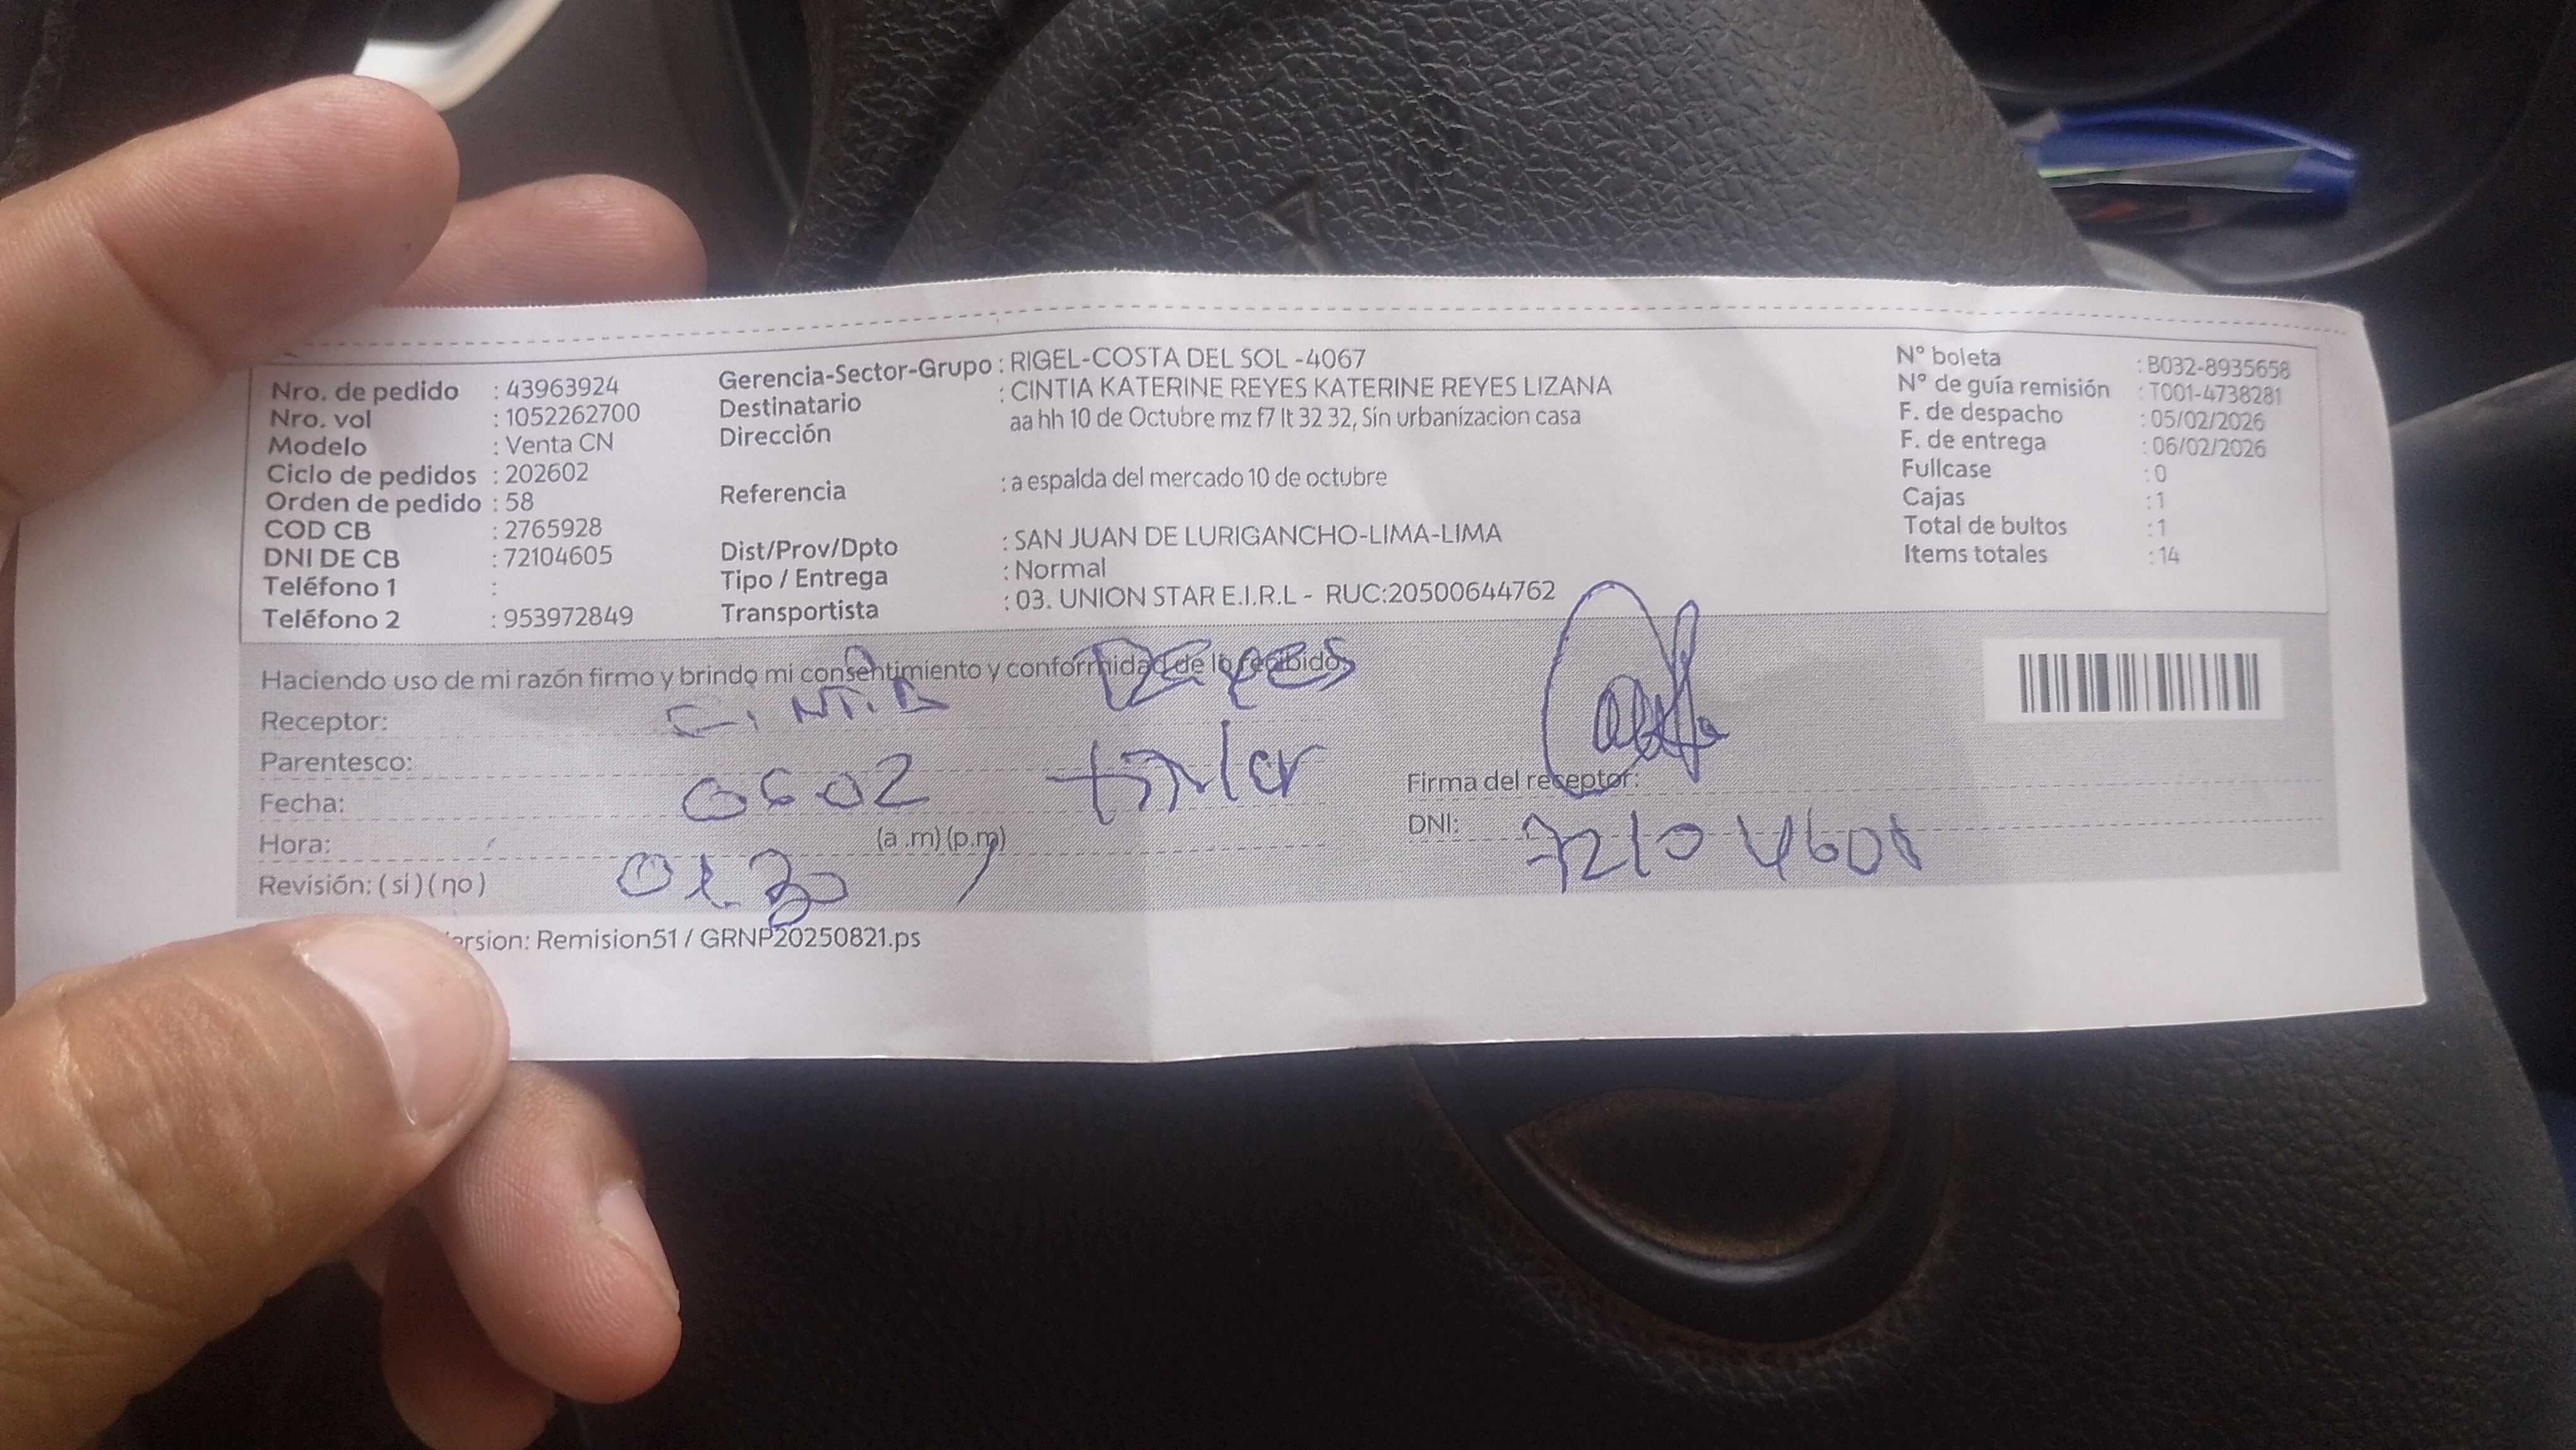 Nro. de pedido : 43963924
Nro. vol : 1052262700
Modelo : Venta CN
Ciclo de pedidos : 202602
Orden de pedido : 58
COD CB : 2765928
DNI DE CB : 72104605
Teléfono 1 :
Teléfono 2 : 953972849
Gerencia-Sector-Grupo : RIGEL-COSTA DEL SOL -4067
Destinatario : CINTIA KATERINE REYES KATERINE REYES LIZANA
Dirección aa hh 10 de Octubre mz f7 lt 32 32, Sin urbanizacion casa
Referencia : a espalda del mercado 10 de octubre
Dist/Prov/Dpto : SAN JUAN DE LURIGANCHO-LIMA-LIMA
Tipo / Entrega : Normal
Transportista : 03. UNION STAR E.I.R.L - RUC:20500644762
N° boleta : B032-8935658
N° de guía remisión : T001-4738281
F. de despacho : 05/02/2026
F. de entrega : 06/02/2026
Fullcase : 0
Cajas : 1
Total de bultos : 1
Items totales : 14
Haciendo uso de mi razón firmo y brindo mi consentimiento y conformidad de lo recibido:
Receptor: CINTIA Reyes
Parentesco:
Fecha: 0602
Hora: (a .m) (p.m)
Revisión: ( sí ) ( no )
Firma del receptor:
DNI: 72104605
ersion: Remision51 / GRNP20250821.ps